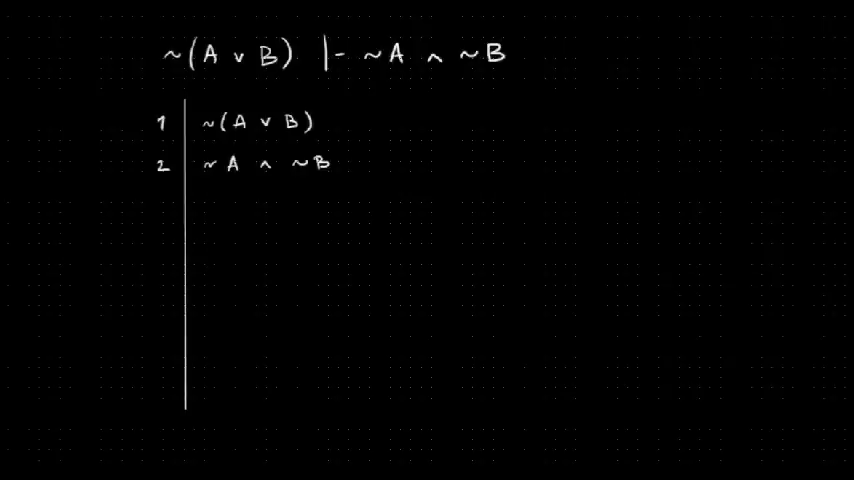 ~(A ∨ B) |- ~A ∧ ~B
1 ~(A ∨ B)
2 ~A ∧ ~B